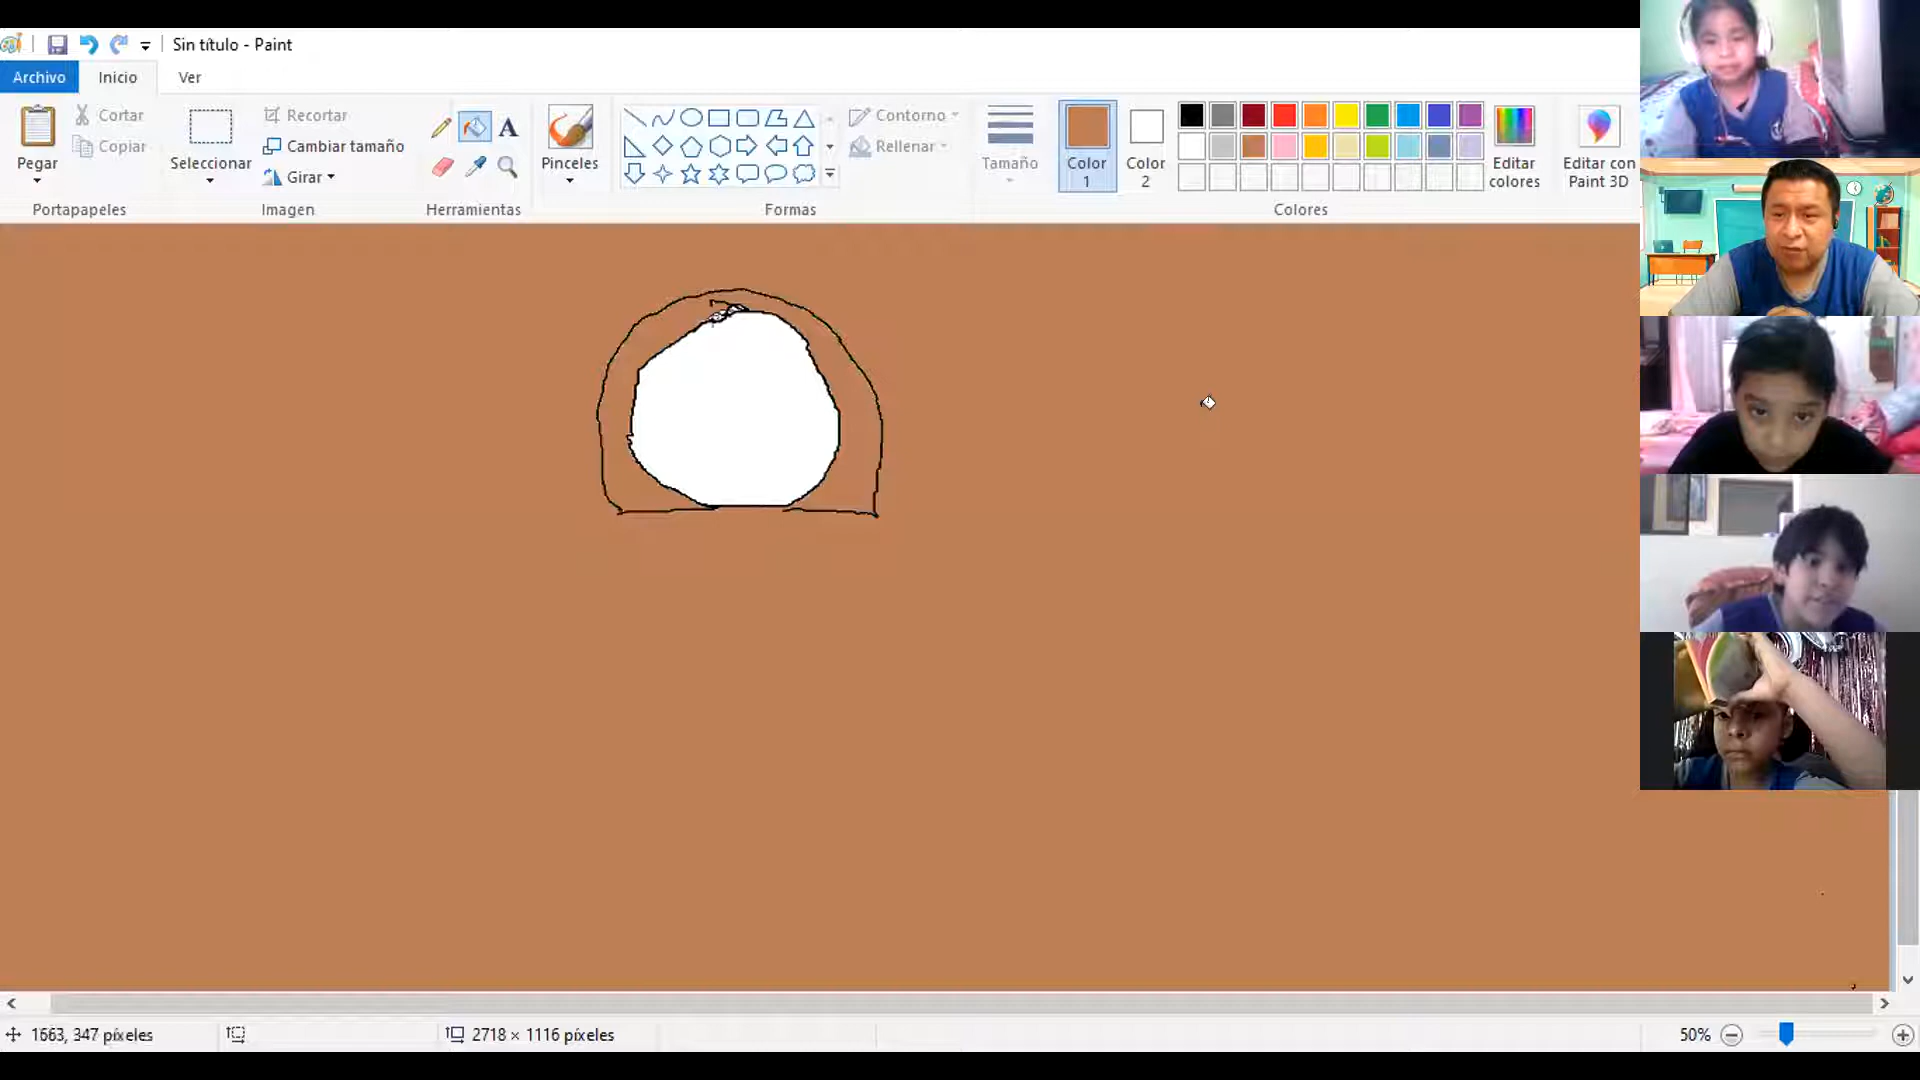 Sin título - Paint
Archivo Inicio Ver
Pegar
Portapapeles
Cortar
Copiar
Seleccionar
Recortar
Cambiar tamaño
Girar
Imagen
A
Herramientas
Pinceles
Contorno
Rellenar
Formas
Tamaño
Color 1
Color 2
Editar colores
Editar con Paint 3D
Colores
1663, 347 píxeles
2718 × 1116 píxeles
50%